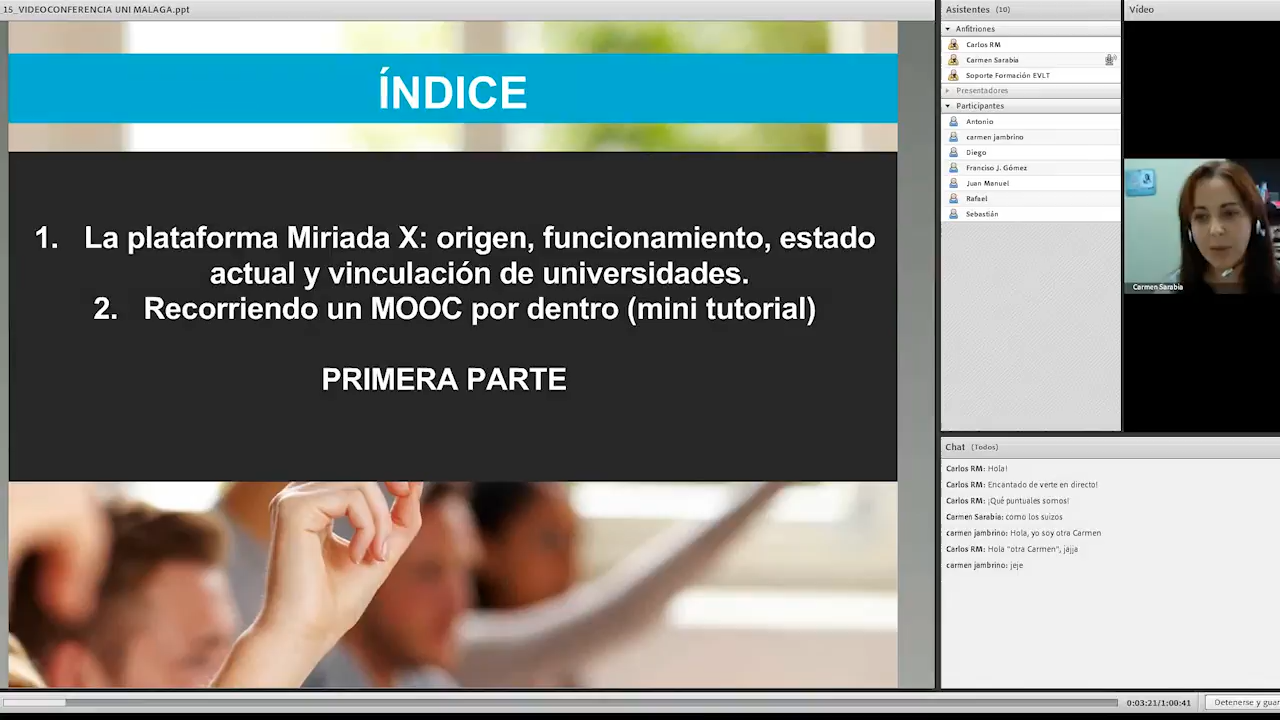 15_VIDEOCONFERENCIA UNI MALAGA.ppt
ÍNDICE
1. La plataforma Miriada X: origen, funcionamiento, estado
actual y vinculación de universidades.
2. Recorriendo un MOOC por dentro (mini tutorial)
PRIMERA PARTE
Asistentes (10)
Anfitriones
Carlos RM
Carmen Sarabia
Soporte Formación EVLT
Presentadores
Participantes
Antonio
carmen jambrino
Diego
Franciso J. Gómez
Juan Manuel
Rafael
Sebastián
Vídeo
Carmen Sarabia
Chat (Todos)
Carlos RM: Hola!
Carlos RM: Encantado de verte en directo!
Carlos RM: ¡Qué puntuales somos!
Carmen Sarabia: como los suizos
carmen jambrino: Hola, yo soy otra Carmen
Carlos RM: Hola "otra Carmen", jajja
carmen jambrino: jeje
0:03:21/1:00:41
Detenerse y guar